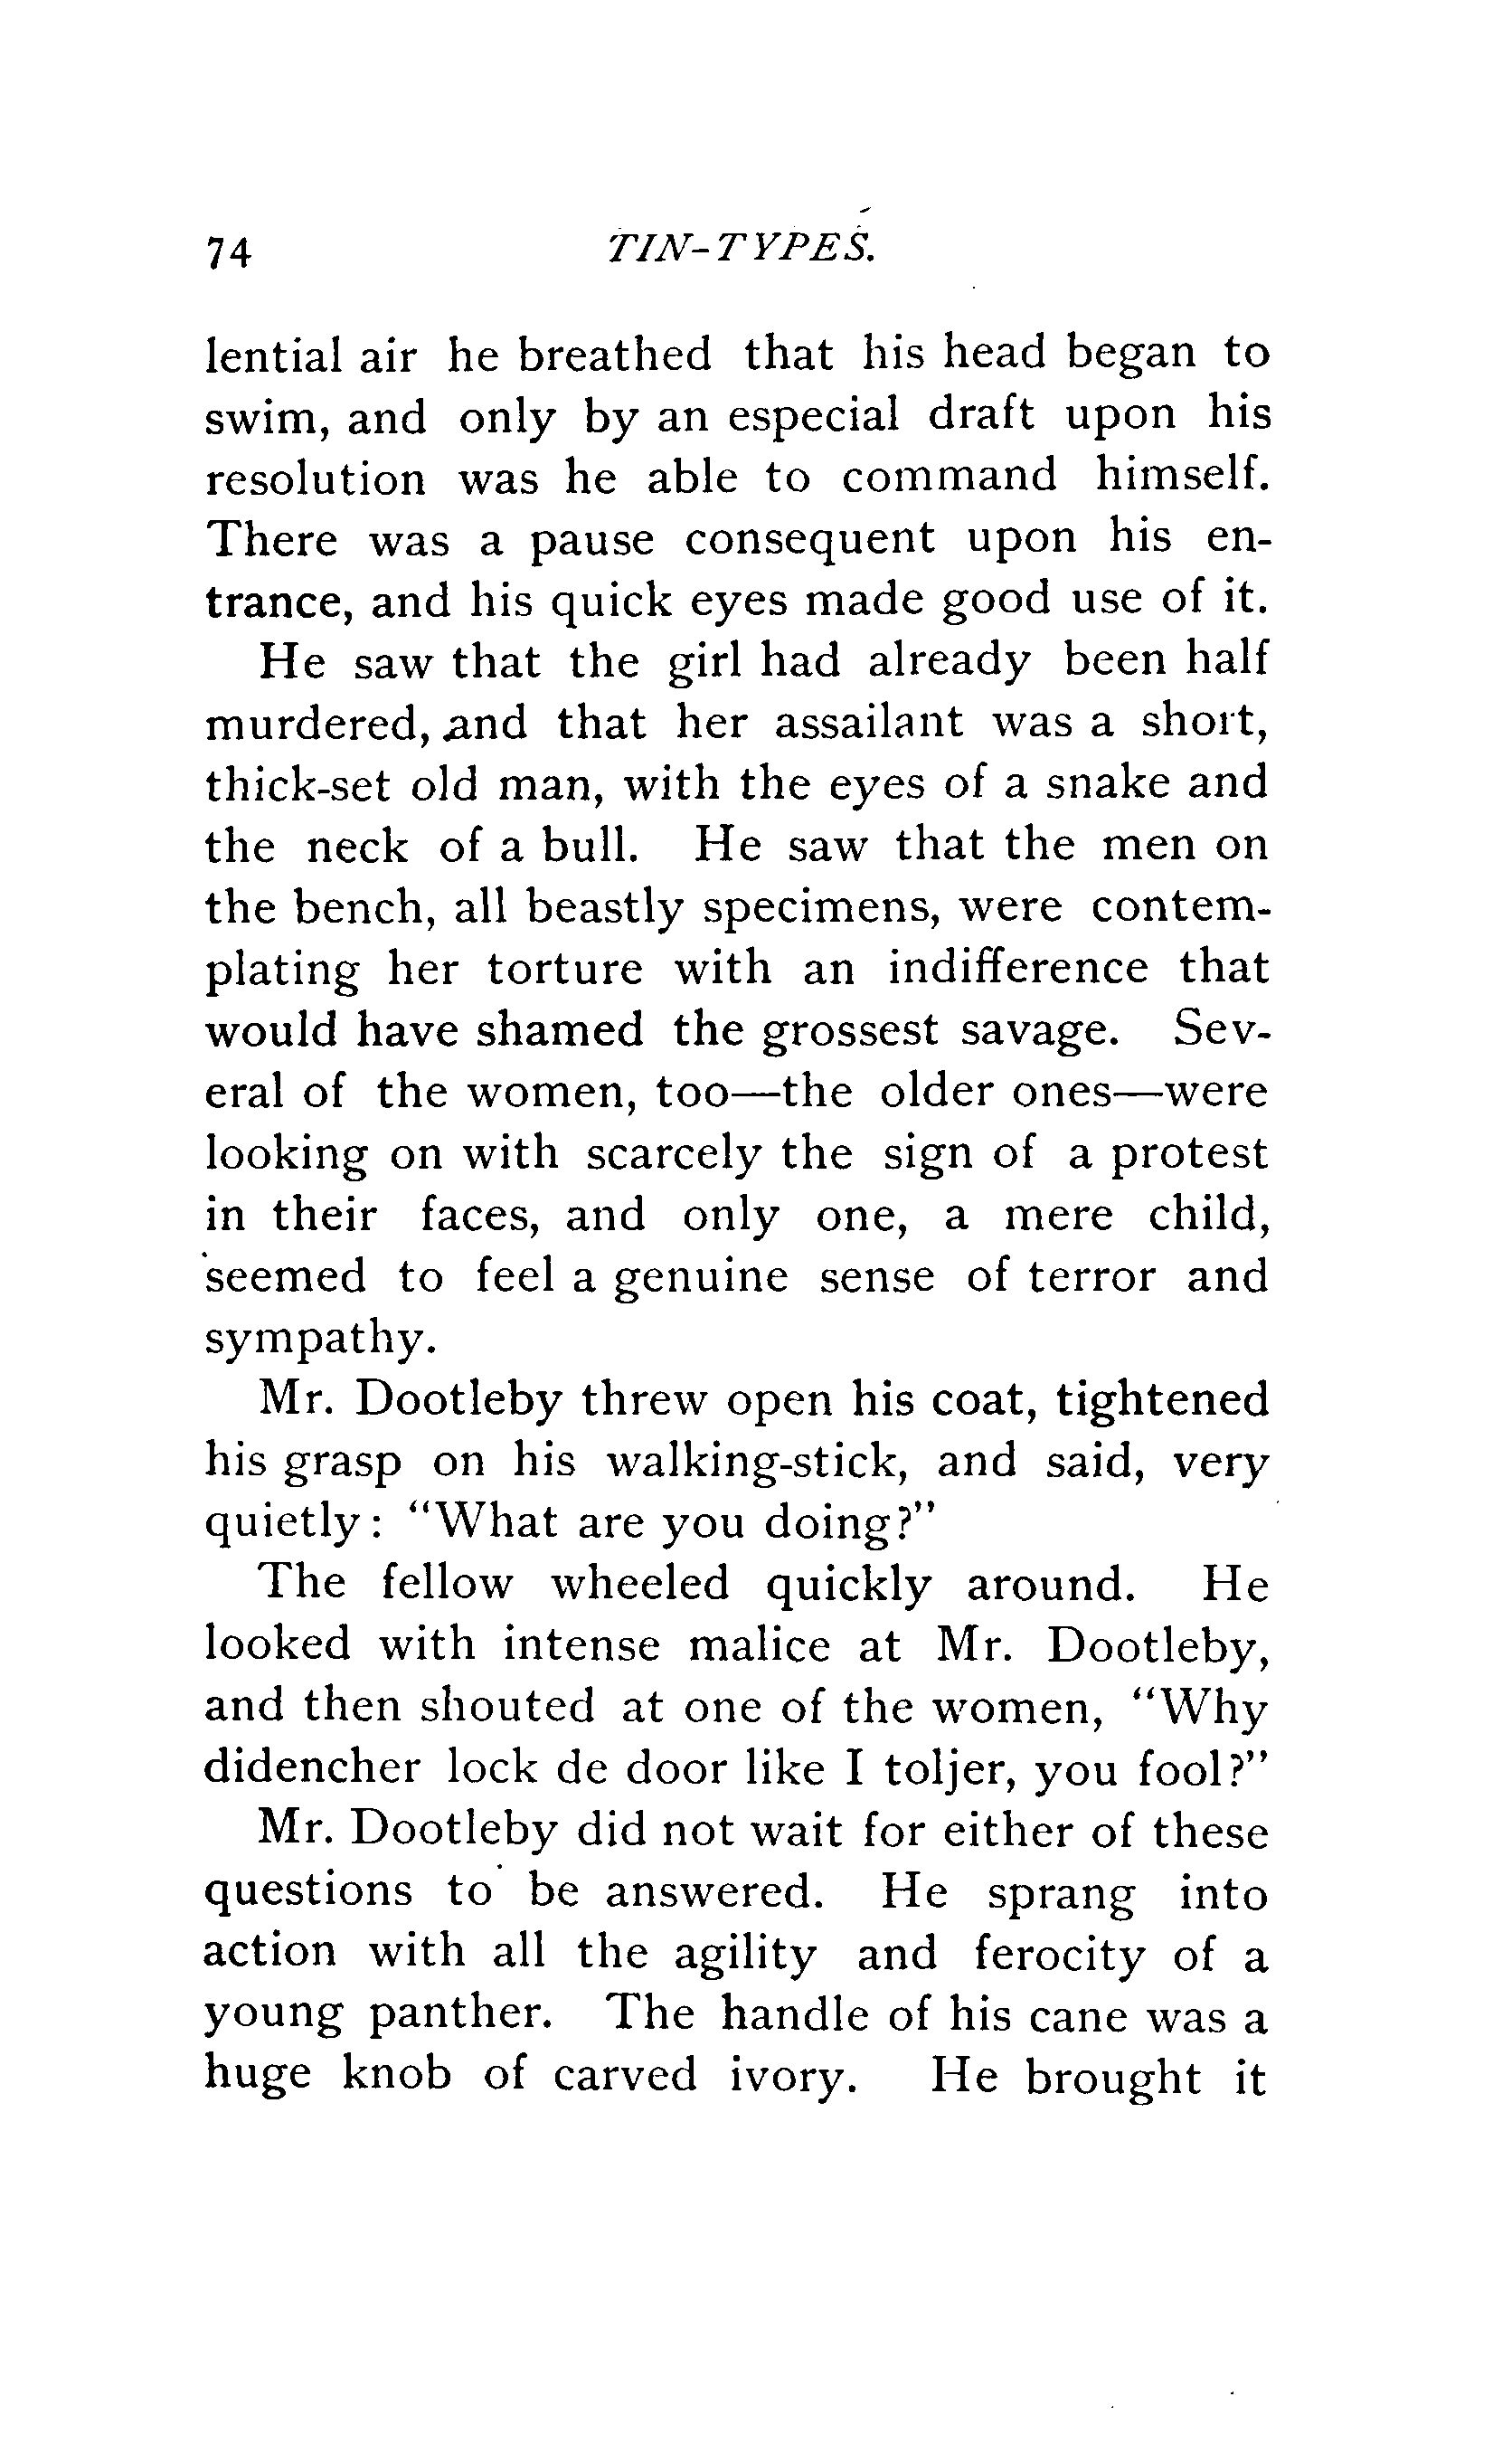 74 TIN-TYPES.
lential air he breathed that his head began to
swim, and only by an especial draft upon his
resolution was he able to command himself.
There was a pause consequent upon his en-
trance, and his quick eyes made good use of it.
He saw that the girl had already been half
murdered, and that her assailant was a short,
thick-set old man, with the eyes of a snake and
the neck of a bull. He saw that the men on
the bench, all beastly specimens, were contem-
plating her torture with an indifference that
would have shamed the grossest savage. Sev-
eral of the women, too—the older ones—were
looking on with scarcely the sign of a protest
in their faces, and only one, a mere child,
seemed to feel a genuine sense of terror and
sympathy.
Mr. Dootleby threw open his coat, tightened
his grasp on his walking-stick, and said, very
quietly: "What are you doing?"
The fellow wheeled quickly around. He
looked with intense malice at Mr. Dootleby,
and then shouted at one of the women, "Why
didencher lock de door like I toljer, you fool?"
Mr. Dootleby did not wait for either of these
questions to be answered. He sprang into
action with all the agility and ferocity of a
young panther. The handle of his cane was a
huge knob of carved ivory. He brought it